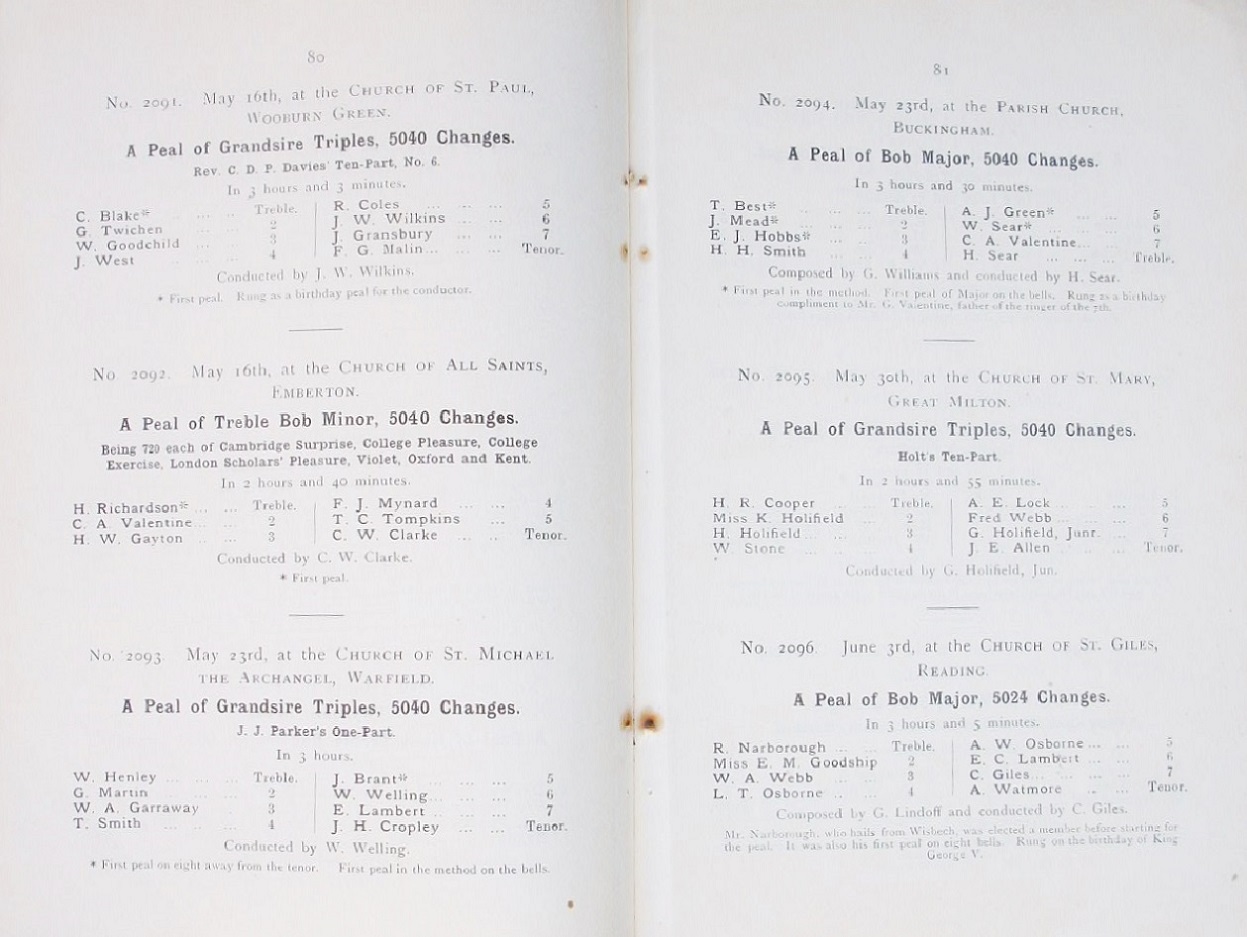 80
No. 2091. May 16th, at the CHURCH OF ST. PAUL,
WOOBURN GREEN.
A Peal of Grandsire Triples, 5040 Changes.
Rev. C. D. P. Davies' Ten-Part, No. 6.
In 3 hours and 3 minutes.
C. Blake* ... ... Treble. R. Coles ... ... ... 5
G. Twichen ... 2 J. W. Wilkins ... ... 6
W. Goodchild ... 3 J. Gransbury ... ... 7
J. West ... ... 4 F. G. Malin ... ... ... Tenor.
Conducted by J. W. Wilkins.
* First peal. Rung as a birthday peal for the conductor.
No 2092. May 16th, at the CHURCH OF ALL SAINTS,
EMBERTON.
A Peal of Treble Bob Minor, 5040 Changes.
Being 720 each of Cambridge Surprise, College Pleasure, College
Exercise, London Scholars' Pleasure, Violet, Oxford and Kent.
In 2 hours and 40 minutes.
H. Richardson* ... ... Treble. F. J. Mynard ... ... 4
C. A. Valentine ... ... 2 T. C. Tompkins ... ... 5
H. W. Gayton ... ... 3 C. W. Clarke ... ... Tenor.
Conducted by C. W. Clarke.
* First peal.
No. 2093. May 23rd, at the CHURCH OF ST. MICHAEL
THE ARCHANGEL, WARFIELD.
A Peal of Grandsire Triples, 5040 Changes.
J. J. Parker's One-Part.
In 3 hours.
W. Henley ... ... ... Treble. J. Brant* ... ... ... 5
G. Martin ... ... ... 2 W. Welling ... ... ... 6
W. A. Garraway ... 3 E. Lambert ... ... ... 7
T. Smith ... ... ... 4 J. H. Cropley ... ... Tenor.
Conducted by W. Welling.
* First peal on eight away from the tenor. First peal in the method on the bells.
81
No. 2094. May 23rd, at the PARISH CHURCH,
BUCKINGHAM.
A Peal of Bob Major, 5040 Changes.
In 3 hours and 30 minutes.
T. Best* ... ... Treble. A. J. Green* ... ... 5
J. Mead* ... ... 2 W. Sear* ... ... 6
E. J. Hobbs* ... ... 3 C. A. Valentine ... ... 7
H. H. Smith ... ... 4 H. Sear ... ... ... Treble.
Composed by G. Williams and conducted by H. Sear.
* First peal in the method. First peal of Major on the bells. Rung as a birthday
compliment to Mr. G. Valentine, father of the ringer of the 7th.
No. 2095. May 30th, at the CHURCH OF ST. MARY,
GREAT MILTON.
A Peal of Grandsire Triples, 5040 Changes.
Holt's Ten-Part.
In 2 hours and 55 minutes.
H. R. Cooper ... Treble. A. E. Lock ... ... 5
Miss K. Holifield ... 2 Fred Webb ... ... 6
H. Holifield ... ... 3 G. Holifield, Junr. ... 7
W Stone ... ... 4 J. E. Allen ... ... Tenor.
Conducted by G. Holifield, Jun.
No. 2096. June 3rd, at the CHURCH OF ST. GILES,
READING.
A Peal of Bob Major, 5024 Changes.
In 3 hours and 5 minutes.
R. Narborough ... ... Treble. A. W. Osborne ... ... 5
Miss E. M. Goodship 2 E. C. Lambert ... ... 6
W. A. Webb ... ... 3 C. Giles ... ... ... 7
L. T. Osborne ... ... 4 A. Watmore ... ... Tenor.
Composed by G. Lindoff and conducted by C. Giles.
Mr. Narborough, who hails from Wisbech, was elected a member before starting for
the peal. It was also his first peal on eight bells. Rung on the birthday of King
George V.